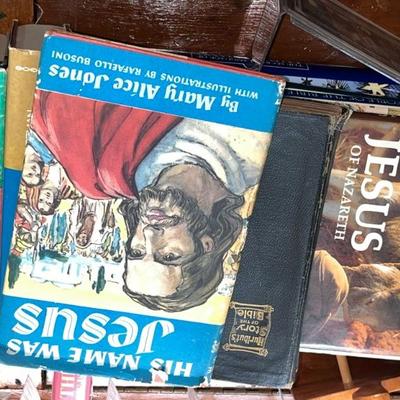 HIS NAME WAS
Jesus
By Mary Alice Jones
WITH ILLUSTRATIONS BY RAFAELLO BUSONI
Hurlbut's
Story
OF THE
Bible
JESUS
OF NAZARETH